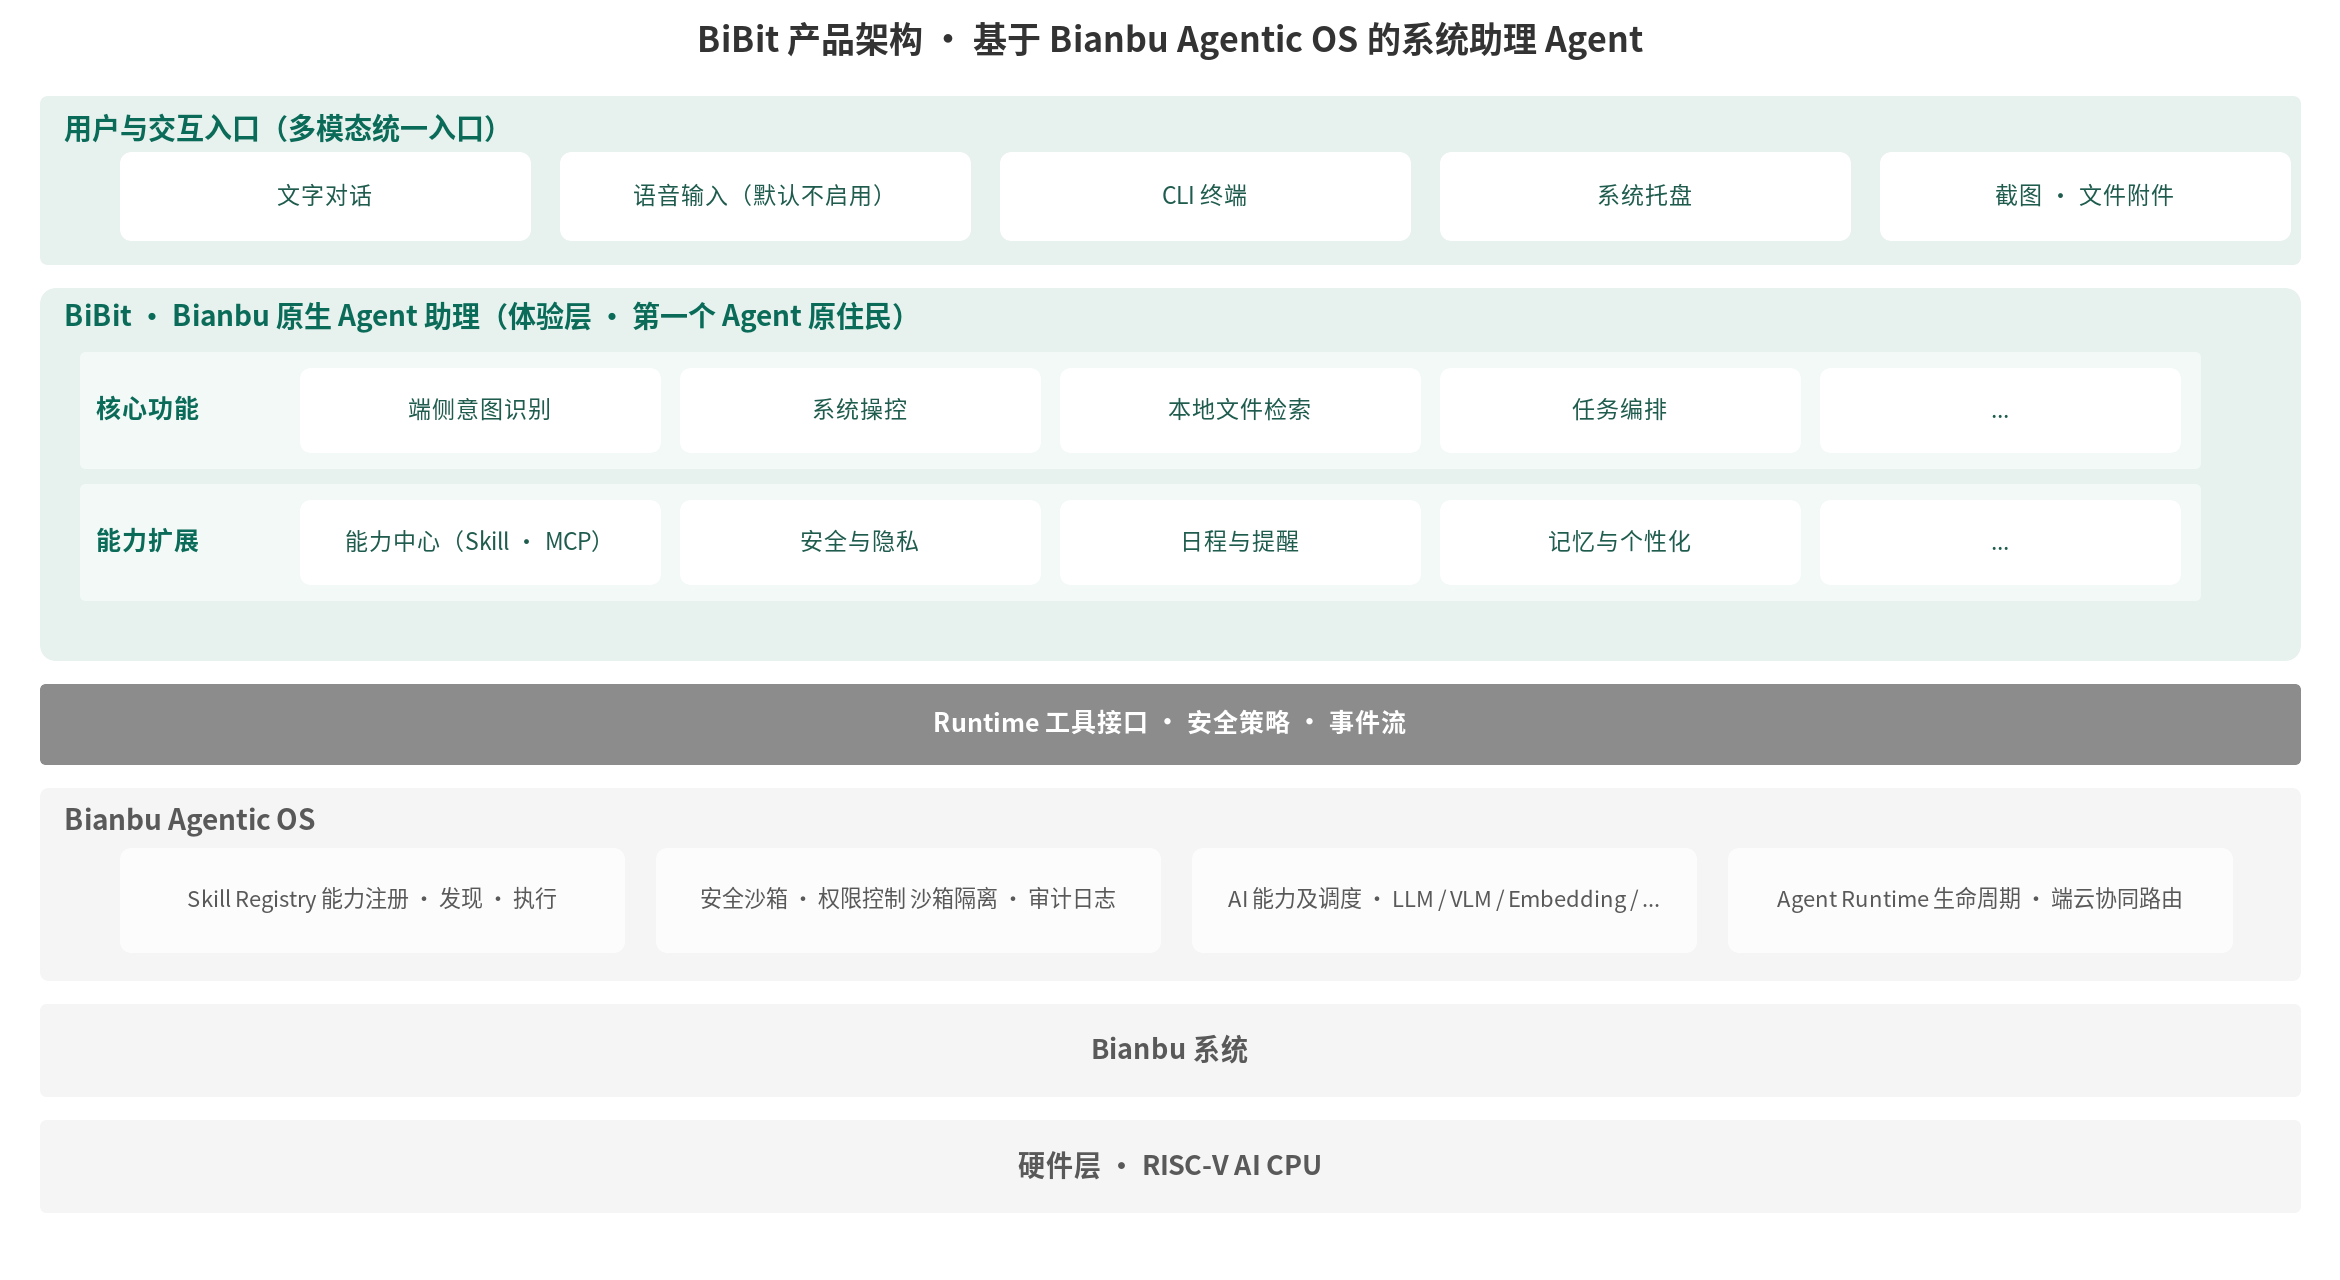 BiBit 产品架构 • 基于 Bianbu Agentic OS 的系统助理 Agent
用户与交互入口（多模态统一入口）
文字对话
语音输入（默认不启用）
CLI 终端
系统托盘
截图 • 文件附件
BiBit • Bianbu 原生 Agent 助理（体验层 • 第一个 Agent 原住民）
核心功能
端侧意图识别
系统操控
本地文件检索
任务编排
...
能力扩展
能力中心（Skill • MCP）
安全与隐私
日程与提醒
记忆与个性化
...
Runtime 工具接口 • 安全策略 • 事件流
Bianbu Agentic OS
Skill Registry 能力注册 • 发现 • 执行
安全沙箱 • 权限控制 沙箱隔离 • 审计日志
AI 能力及调度 • LLM / VLM / Embedding / ...
Agent Runtime 生命周期 • 端云协同路由
Bianbu 系统
硬件层 • RISC-V AI CPU